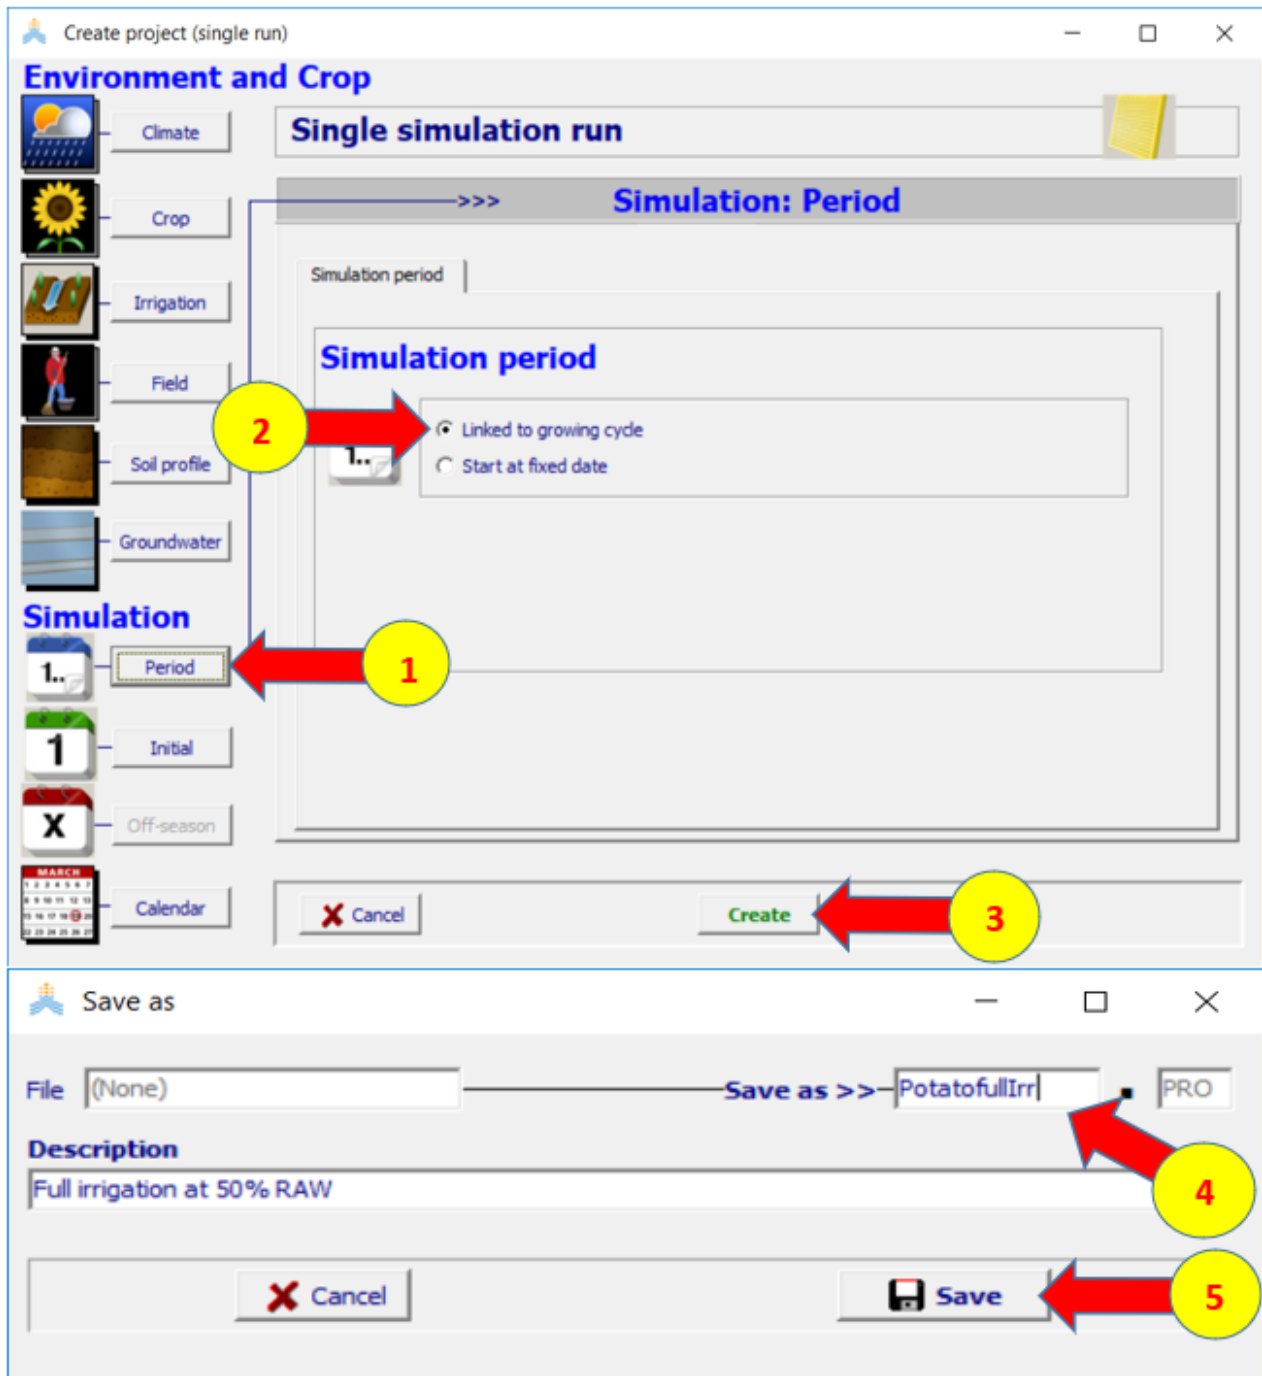 Create project (single run)
Environment and Crop
Climate
Single simulation run
Crop
>>> Simulation: Period
Simulation period
Irrigation
Simulation period
Field
2
Linked to growing cycle
1..
Start at fixed date
Soil profile
Groundwater
Simulation
1..
Period
1
1
Initial
X
Off-season
MARCH
Calendar
Cancel
Create
3
Save as
File (None) Save as >> PotatofullIrr . PRO
Description
Full irrigation at 50% RAW
4
Cancel
Save
5